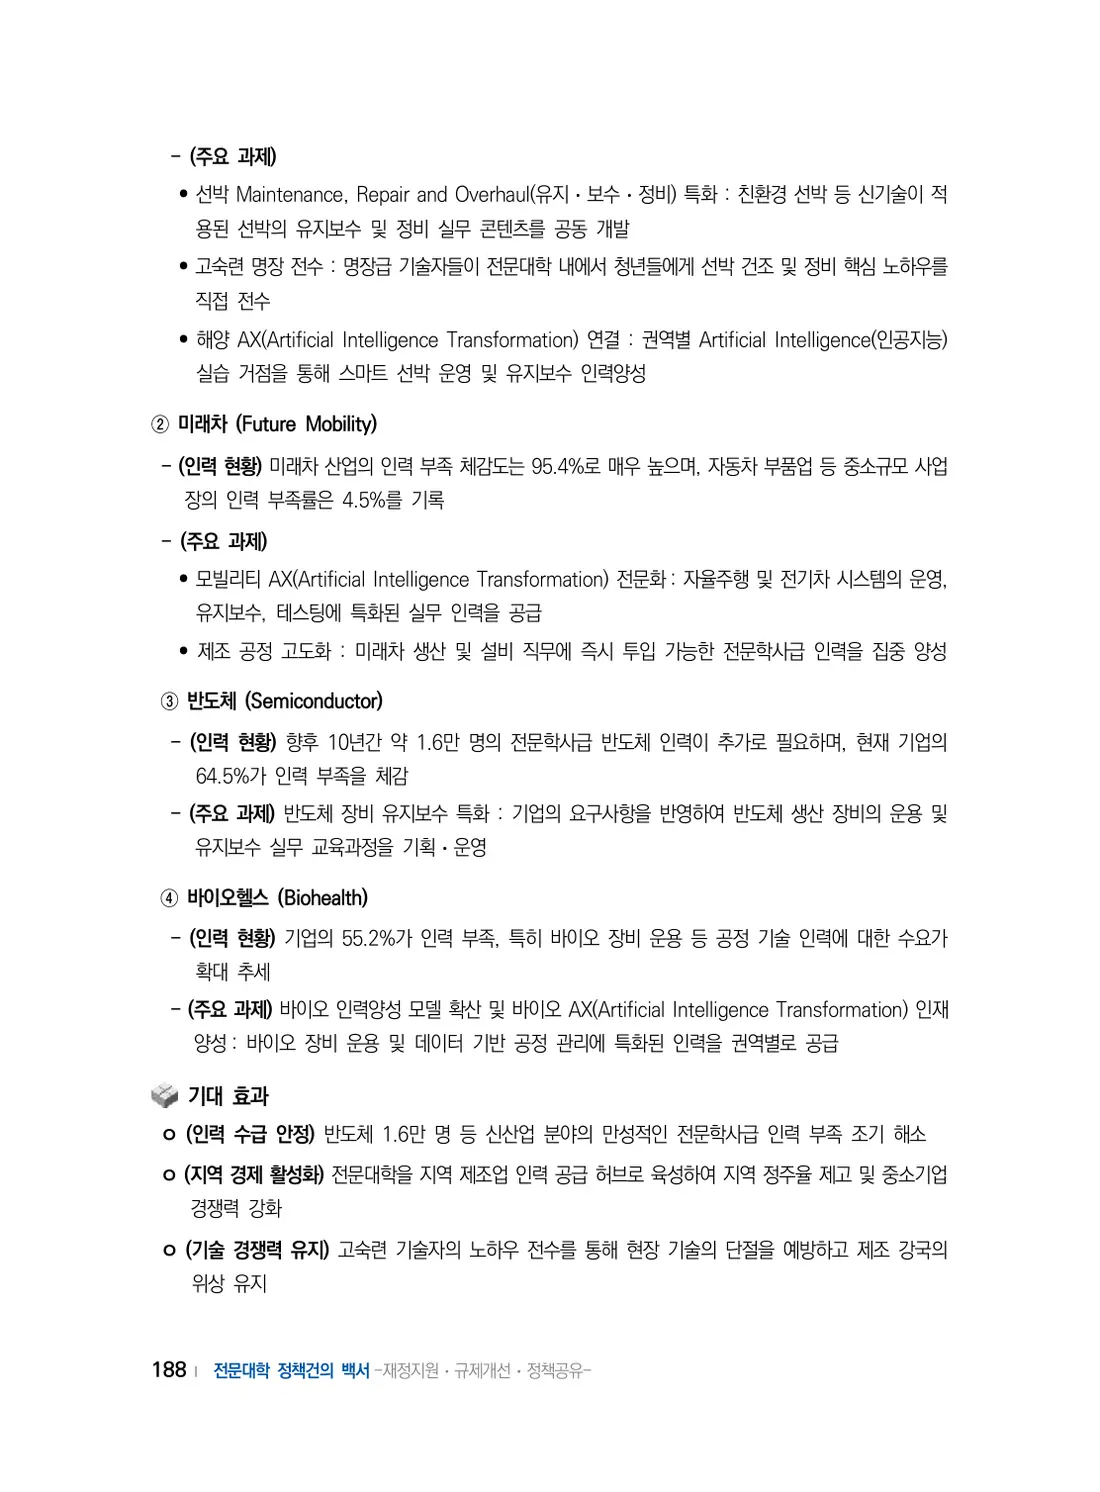 - (주요 과제)
• 선박 Maintenance, Repair and Overhaul(유지·보수·정비) 특화 : 친환경 선박 등 신기술이 적
용된 선박의 유지보수 및 정비 실무 콘텐츠를 공동 개발
• 고숙련 명장 전수 : 명장급 기술자들이 전문대학 내에서 청년들에게 선박 건조 및 정비 핵심 노하우를
직접 전수
• 해양 AX(Artificial Intelligence Transformation) 연결 : 권역별 Artificial Intelligence(인공지능)
실습 거점을 통해 스마트 선박 운영 및 유지보수 인력양성
② 미래차 (Future Mobility)
- (인력 현황) 미래차 산업의 인력 부족 체감도는 95.4%로 매우 높으며, 자동차 부품업 등 중소규모 사업
장의 인력 부족률은 4.5%를 기록
- (주요 과제)
• 모빌리티 AX(Artificial Intelligence Transformation) 전문화 : 자율주행 및 전기차 시스템의 운영,
유지보수, 테스팅에 특화된 실무 인력을 공급
• 제조 공정 고도화 : 미래차 생산 및 설비 직무에 즉시 투입 가능한 전문학사급 인력을 집중 양성
③ 반도체 (Semiconductor)
- (인력 현황) 향후 10년간 약 1.6만 명의 전문학사급 반도체 인력이 추가로 필요하며, 현재 기업의
64.5%가 인력 부족을 체감
- (주요 과제) 반도체 장비 유지보수 특화 : 기업의 요구사항을 반영하여 반도체 생산 장비의 운용 및
유지보수 실무 교육과정을 기획·운영
④ 바이오헬스 (Biohealth)
- (인력 현황) 기업의 55.2%가 인력 부족, 특히 바이오 장비 운용 등 공정 기술 인력에 대한 수요가
확대 추세
- (주요 과제) 바이오 인력양성 모델 확산 및 바이오 AX(Artificial Intelligence Transformation) 인재
양성 : 바이오 장비 운용 및 데이터 기반 공정 관리에 특화된 인력을 권역별로 공급
기대 효과
ㅇ (인력 수급 안정) 반도체 1.6만 명 등 신산업 분야의 만성적인 전문학사급 인력 부족 조기 해소
ㅇ (지역 경제 활성화) 전문대학을 지역 제조업 인력 공급 허브로 육성하여 지역 정주율 제고 및 중소기업
경쟁력 강화
ㅇ (기술 경쟁력 유지) 고숙련 기술자의 노하우 전수를 통해 현장 기술의 단절을 예방하고 제조 강국의
위상 유지
188 | 전문대학 정책건의 백서 -재정지원·규제개선·정책공유-